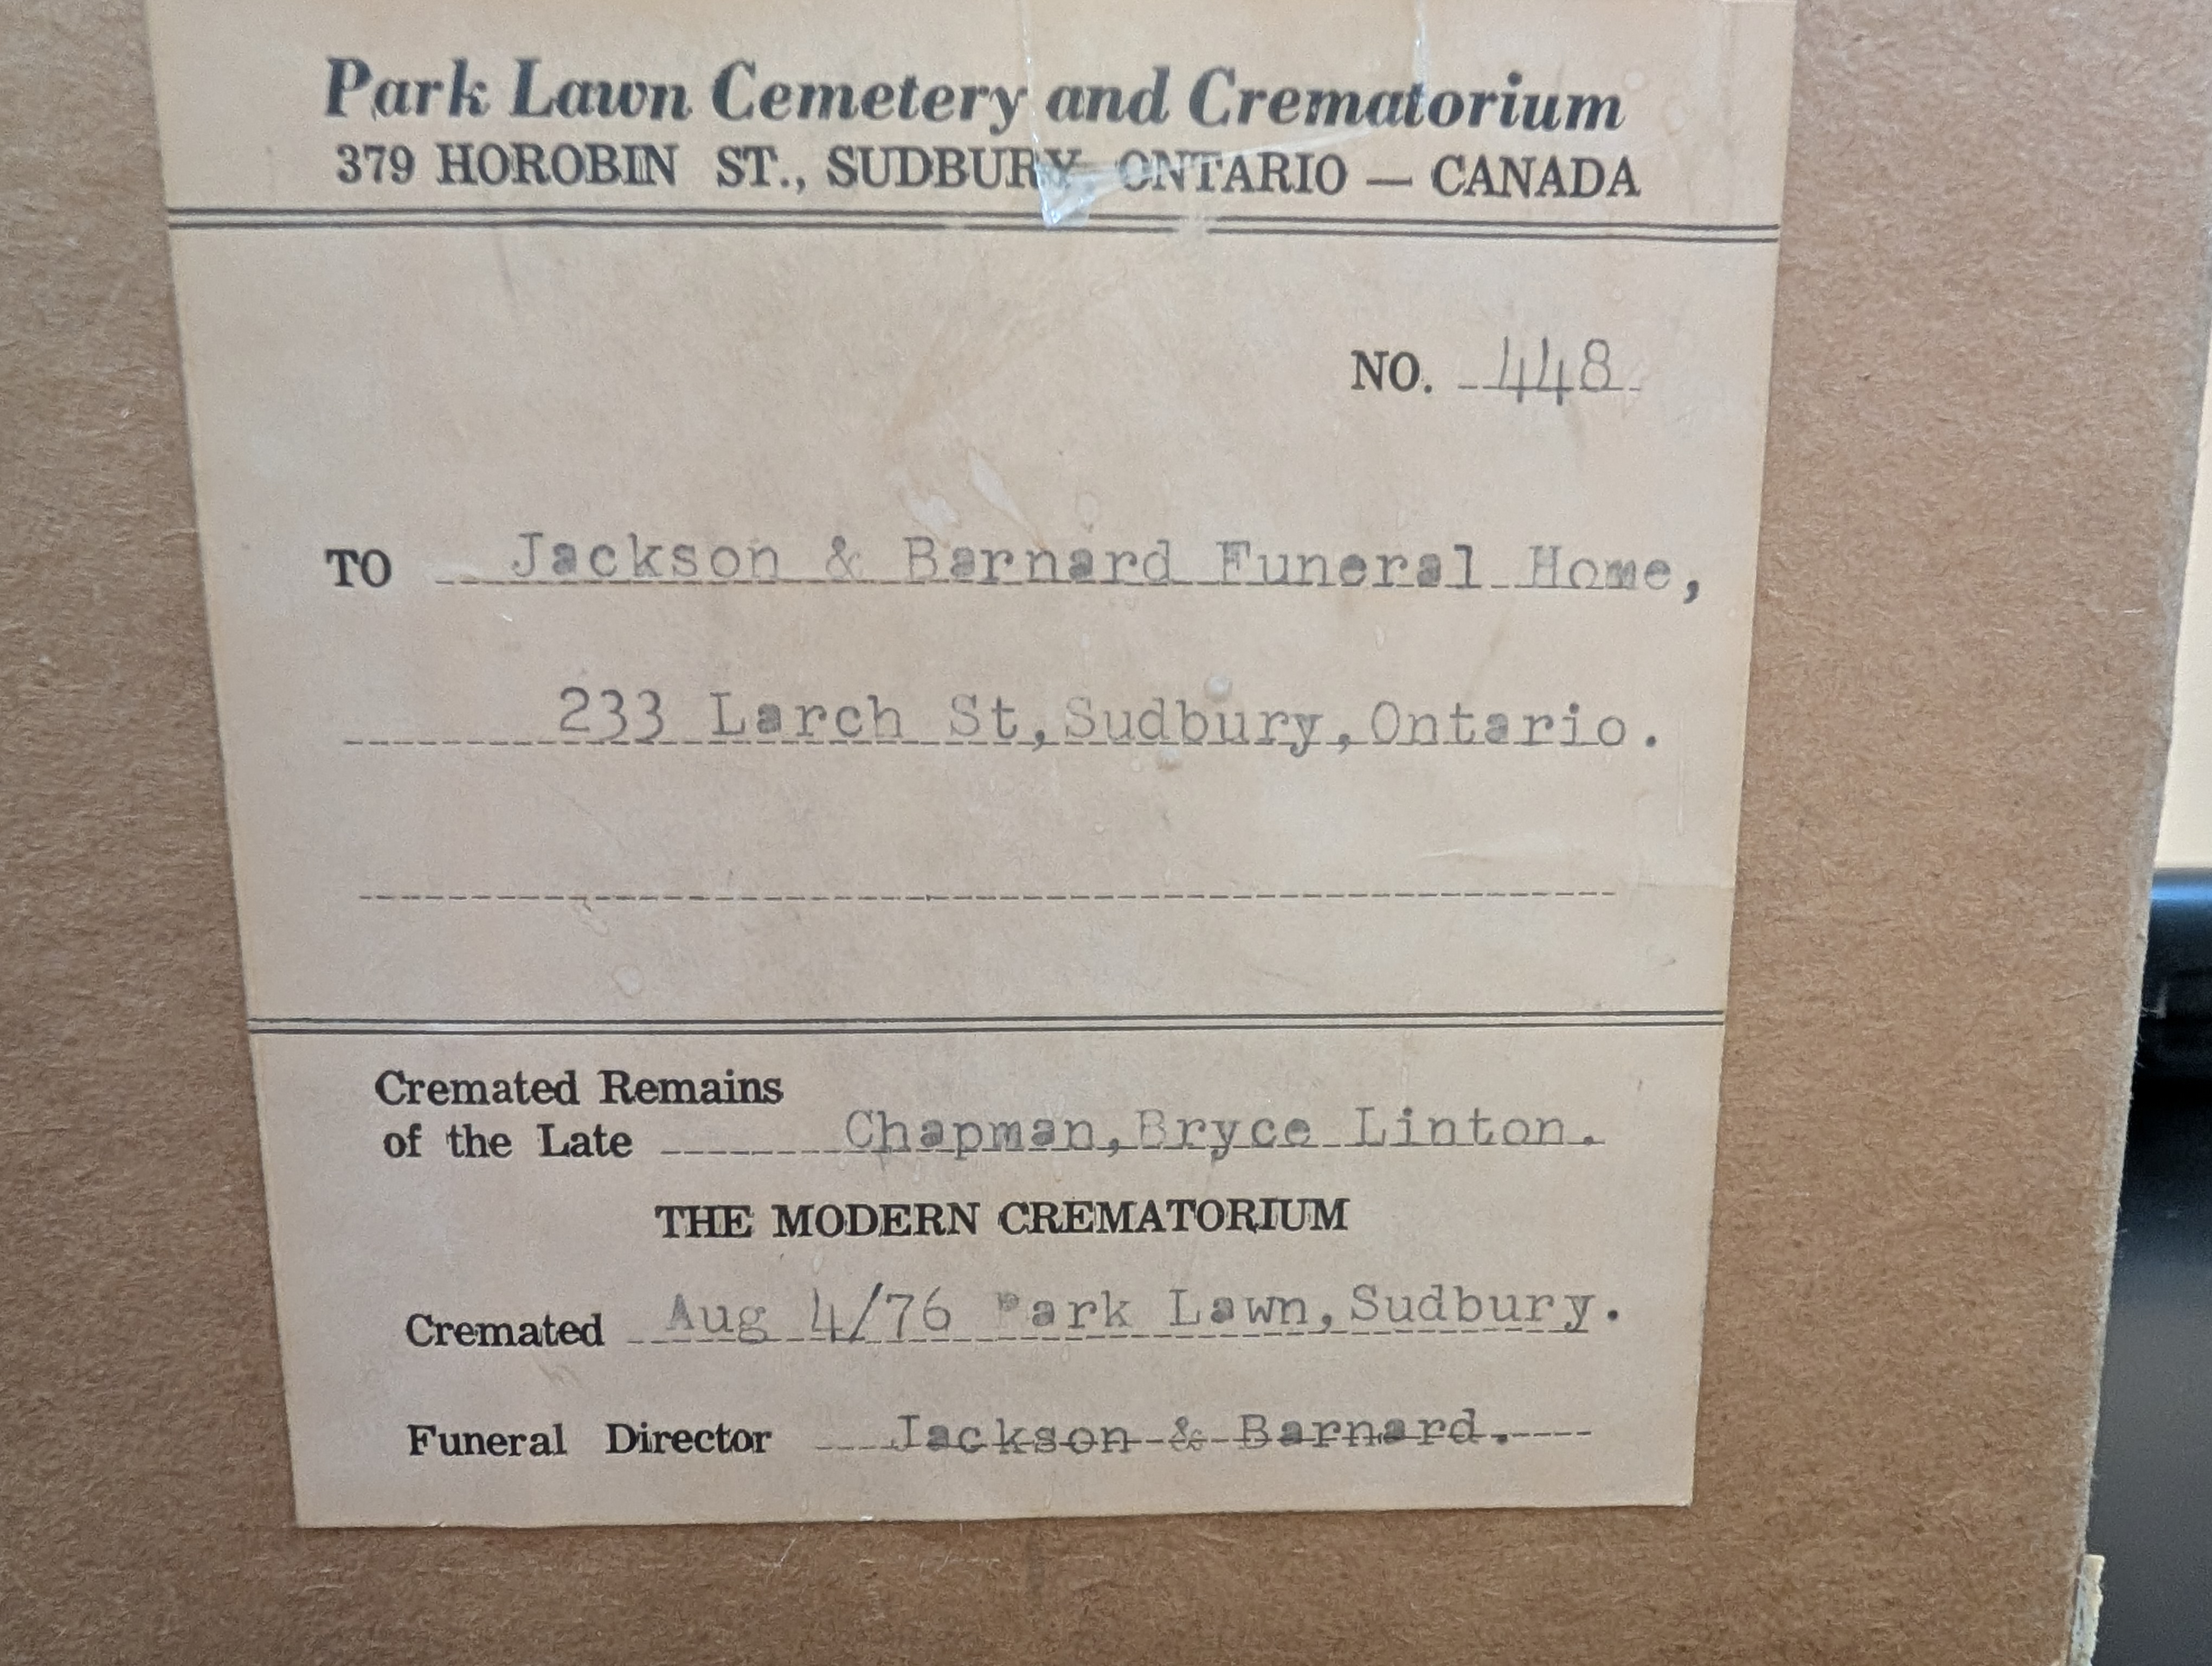 Park Lawn Cemetery and Crematorium
379 HOROBIN ST., SUDBURY, ONTARIO — CANADA
NO. 448
TO Jackson & Barnard Funeral Home,
233 Larch St,Sudbury,Ontario.
Cremated Remains
of the Late Chapman,Bryce Linton.
THE MODERN CREMATORIUM
Cremated Aug 4/76 Park Lawn,Sudbury.
Funeral Director Jackson & Barnard.